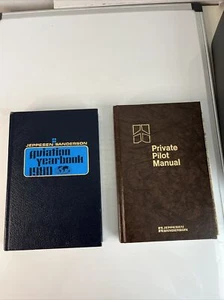 JEPPESEN SANDERSON
aviation
yearbook
1980
Private
Pilot
Manual
JEPPESEN
SANDERSON